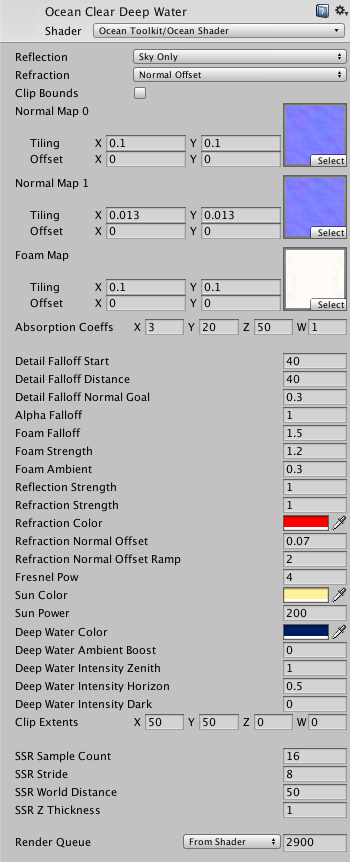 Ocean Clear Deep Water
Shader Ocean Toolkit/Ocean Shader
Reflection Sky Only
Refraction Normal Offset
Clip Bounds
Normal Map 0
Tiling X 0.1 Y 0.1
Offset X 0 Y 0
Select
Normal Map 1
Tiling X 0.013 Y 0.013
Offset X 0 Y 0
Select
Foam Map
Tiling X 0.1 Y 0.1
Offset X 0 Y 0
Select
Absorption Coeffs X 3 Y 20 Z 50 W 1
Detail Falloff Start 40
Detail Falloff Distance 40
Detail Falloff Normal Goal 0.3
Alpha Falloff 1
Foam Falloff 1.5
Foam Strength 1.2
Foam Ambient 0.3
Reflection Strength 1
Refraction Strength 1
Refraction Color
Refraction Normal Offset 0.07
Refraction Normal Offset Ramp 2
Fresnel Pow 4
Sun Color
Sun Power 200
Deep Water Color
Deep Water Ambient Boost 0
Deep Water Intensity Zenith 1
Deep Water Intensity Horizon 0.5
Deep Water Intensity Dark 0
Clip Extents X 50 Y 50 Z 0 W 0
SSR Sample Count 16
SSR Stride 8
SSR World Distance 50
SSR Z Thickness 1
Render Queue From Shader 2900